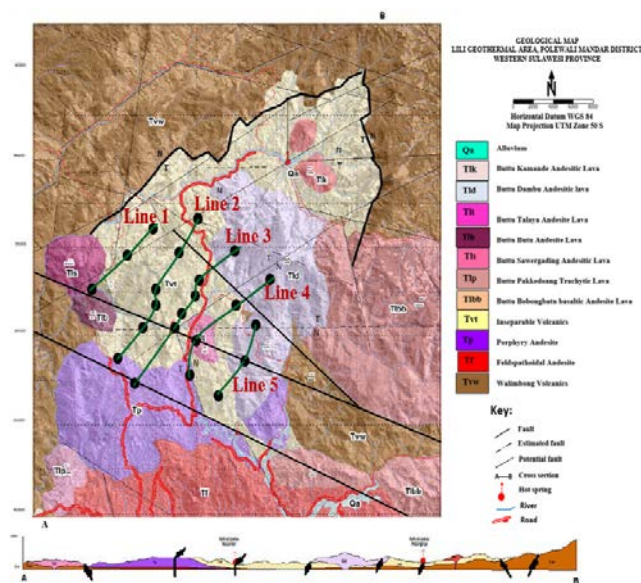 B
GEOLOGICAL MAP
LILI GEOTHERMAL AREA, POLEWALI MANDAR DISTRICT
WESTERN SULAWESI PROVINCE
N
Horizontal Datum WGS 84
Map Projection UTM Zone 50 S
Qa Alluvium
Tlk Buttu Kamande Andesitic Lava
Tld Buttu Dambu Andesitic lava
Tlt Buttu Talaya Andesite Lava
Buttu Butu Andesite Lava
Tls Buttu Sawergading Andesitic Lava
Tlp Buttu Pakkedoang Trachytic Lava
Tlbb Buttu Bobongbatu basaltic Andesite Lava
Tvt Inseparable Volcanics
Tp Porphyry Andesite
Tf Feldspathoidal Andesite
Tvw Walimbong Volcanics
Key:
Fault
Estimated fault
Potential fault
A B Cross section
Hot spring
River
Road
Tvw
Qa
Tlk
Line 1
Line 2
Line 3
Line 4
Line 5
Tls
Tvt
Tld
Tlb
Tlbb
Tp
Tvw
Tlp
Tf
Qa
Tlbb
A
A
B